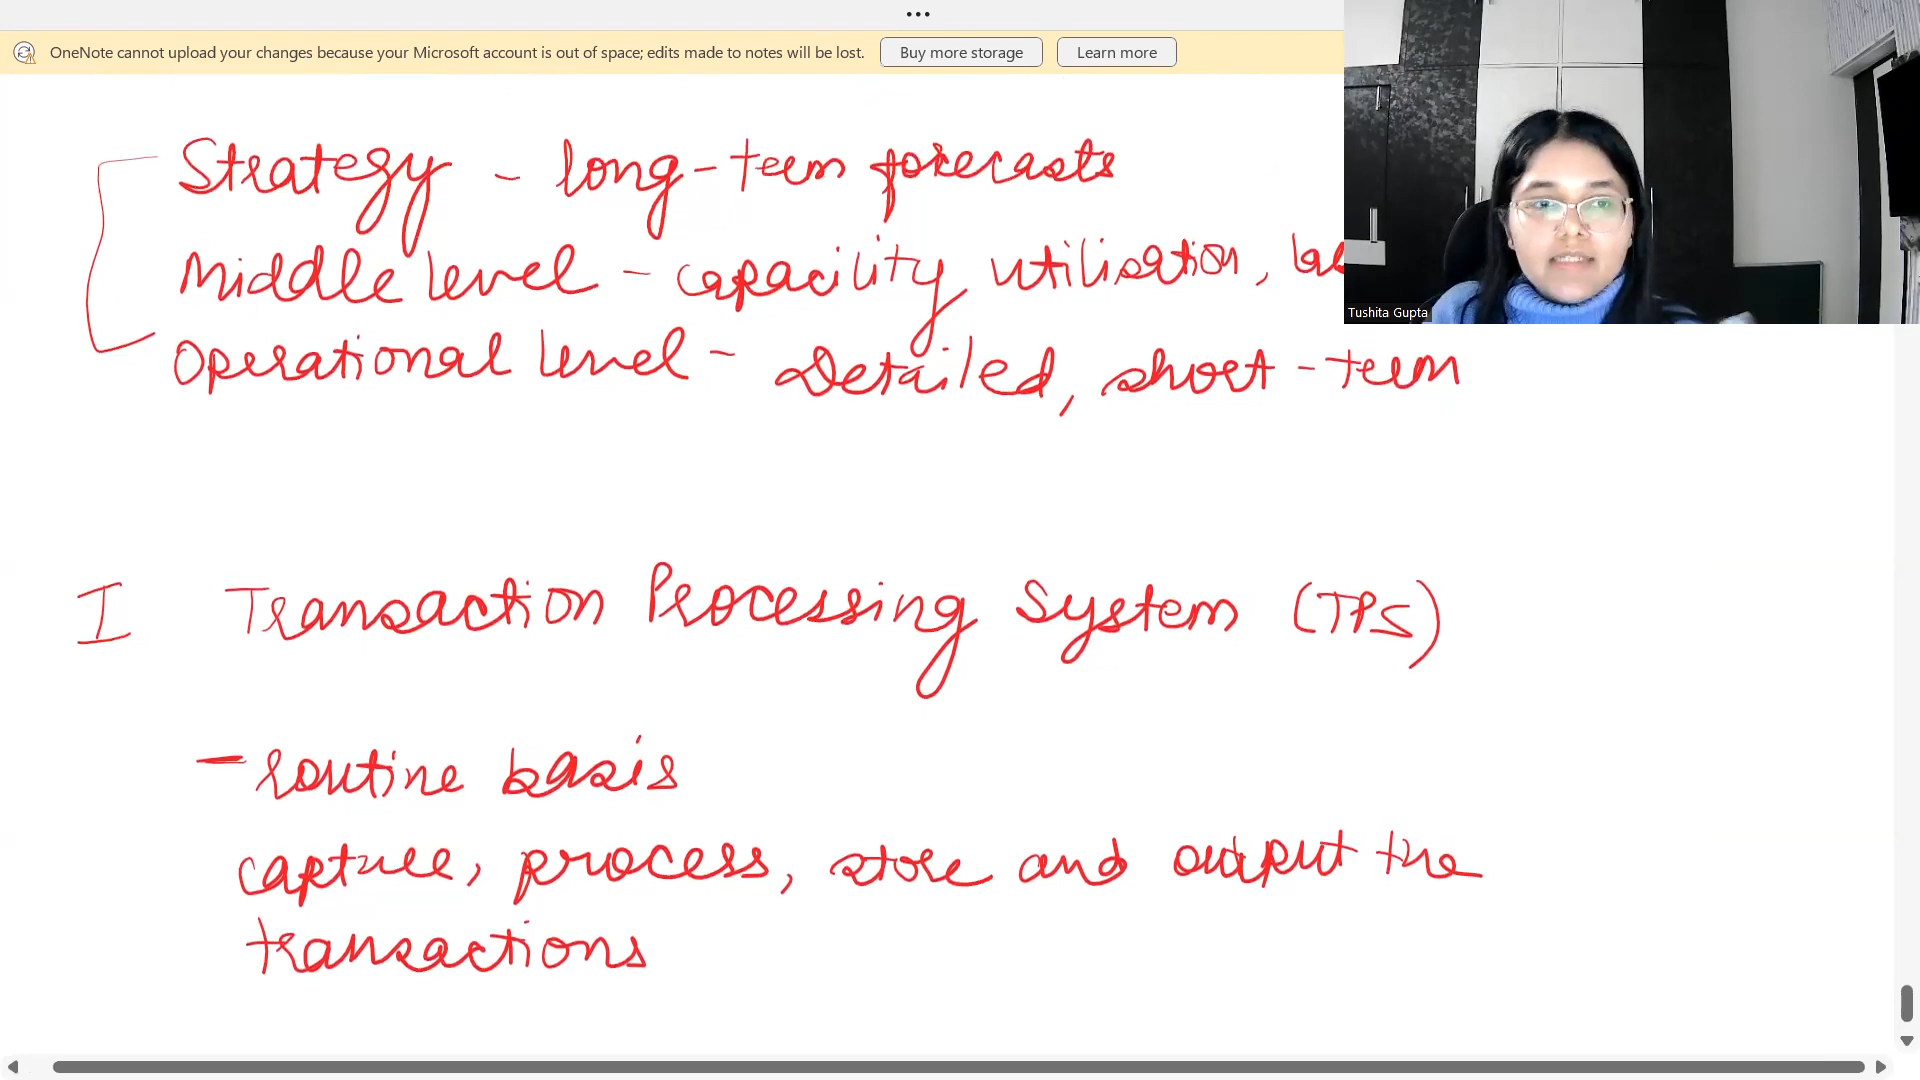 OneNote cannot upload your changes because your Microsoft account is out of space; edits made to notes will be lost. Buy more storage Learn more
Strategy - long-term forecasts
Middle level - capacility utilisation,
Tushita Gupta
Operational level - Detailed, short-term
I Transaction Processing System (TPS)
- routine basis
capture, process, store and output the
transactions